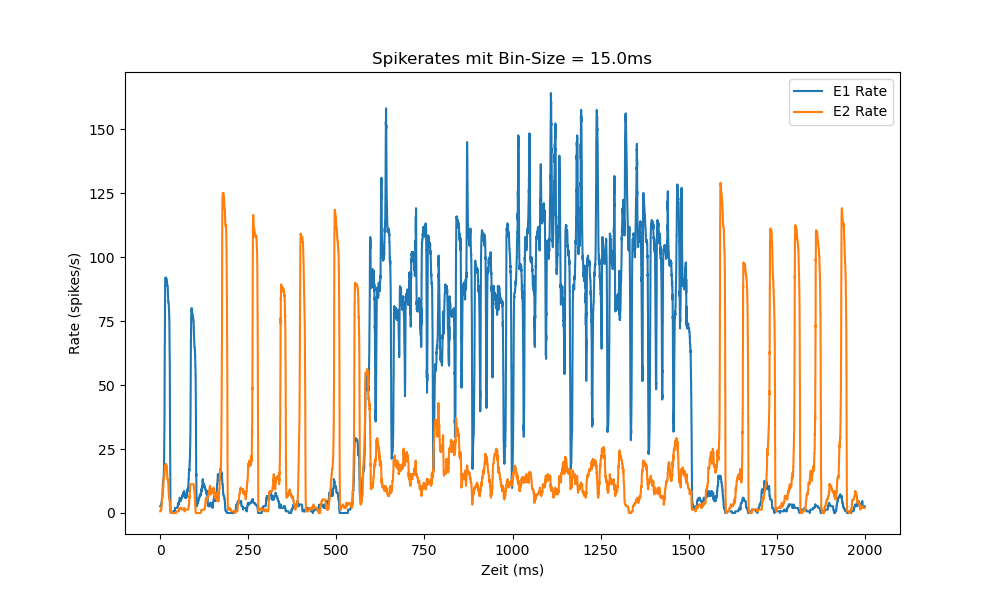 Spikerates mit Bin-Size = 15.0ms
E1 Rate
E2 Rate
150
125
100
75
50
25
0
Rate (spikes/s)
0 250 500 750 1000 1250 1500 1750 2000
Zeit (ms)